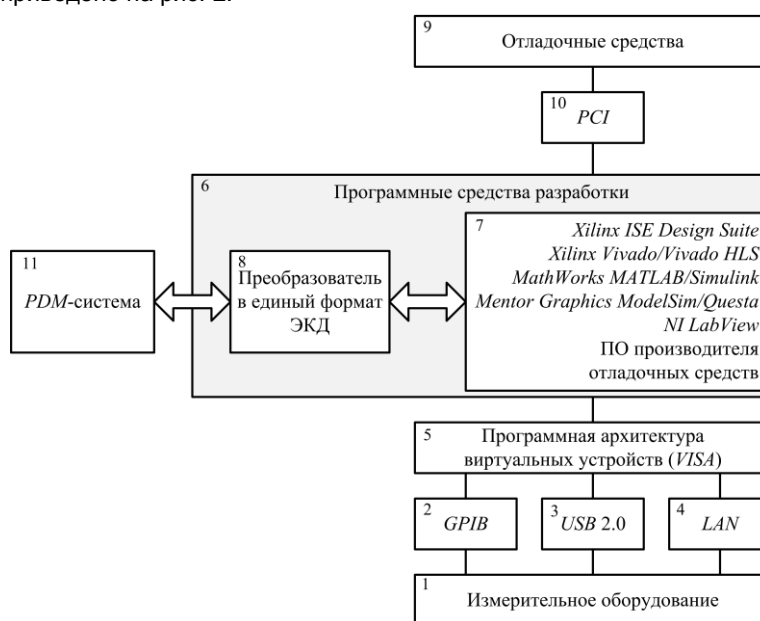 приведено на рис. 2.
9
Отладочные средства
10
PCI
6
Программные средства разработки
7
Xilinx ISE Design Suite
Xilinx Vivado/Vivado HLS
MathWorks MATLAB/Simulink
Mentor Graphics ModelSim/Questa
NI LabView
ПО производителя
отладочных средств
8
Преобразователь
в единый формат
ЭКД
11
PDM-система
5
Программная архитектура
виртуальных устройств (VISA)
2
GPIB
3
USB 2.0
4
LAN
1
Измерительное оборудование